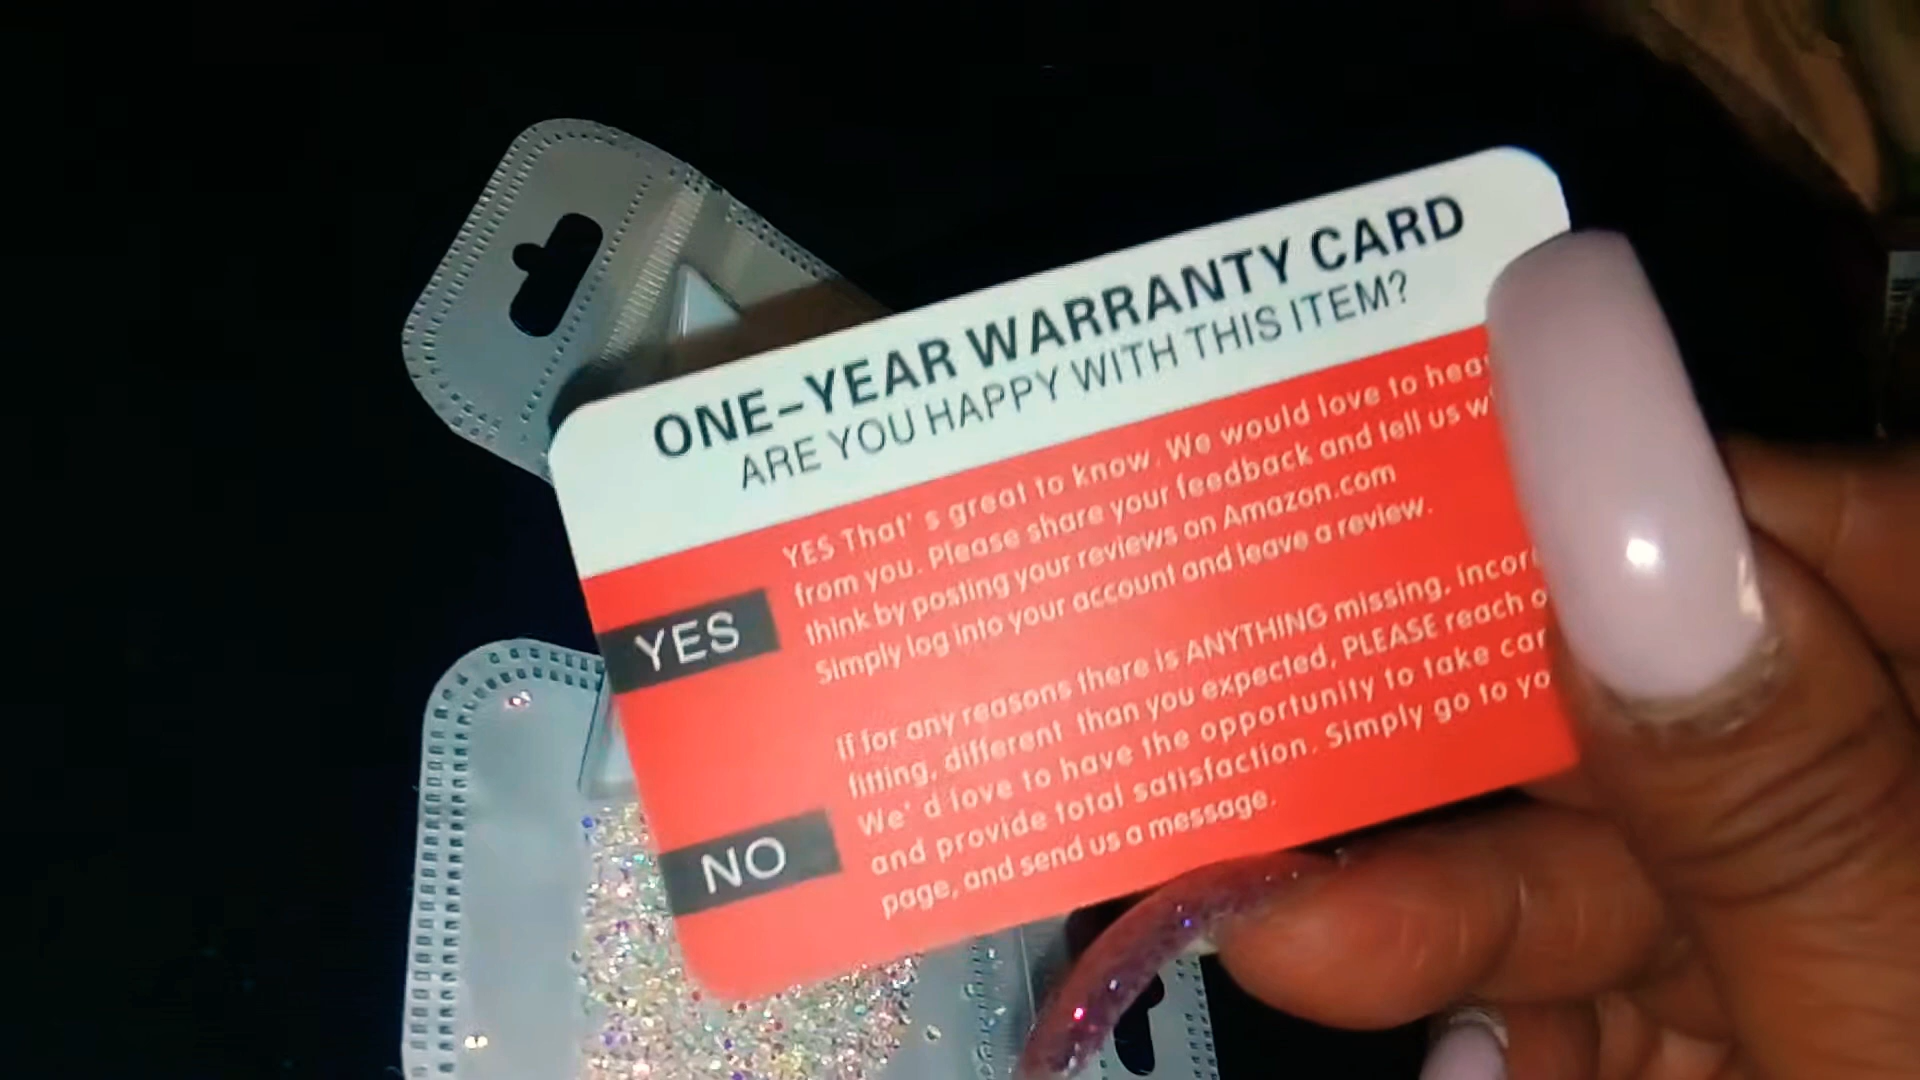 ONE-YEAR WARRANTY CARD
ARE YOU HAPPY WITH THIS ITEM?
YES
YES That's great to know. We would love to hea
from you. Please share your feedback and tell us w
think by posting your reviews on Amazon.com
Simply log into your account and leave a review.
NO
If for any reasons there is ANYTHING missing, incor
fitting, different than you expected, PLEASE reach o
We'd love to have the opportunity to take car
and provide total satisfaction. Simply go to yo
page, and send us a message.